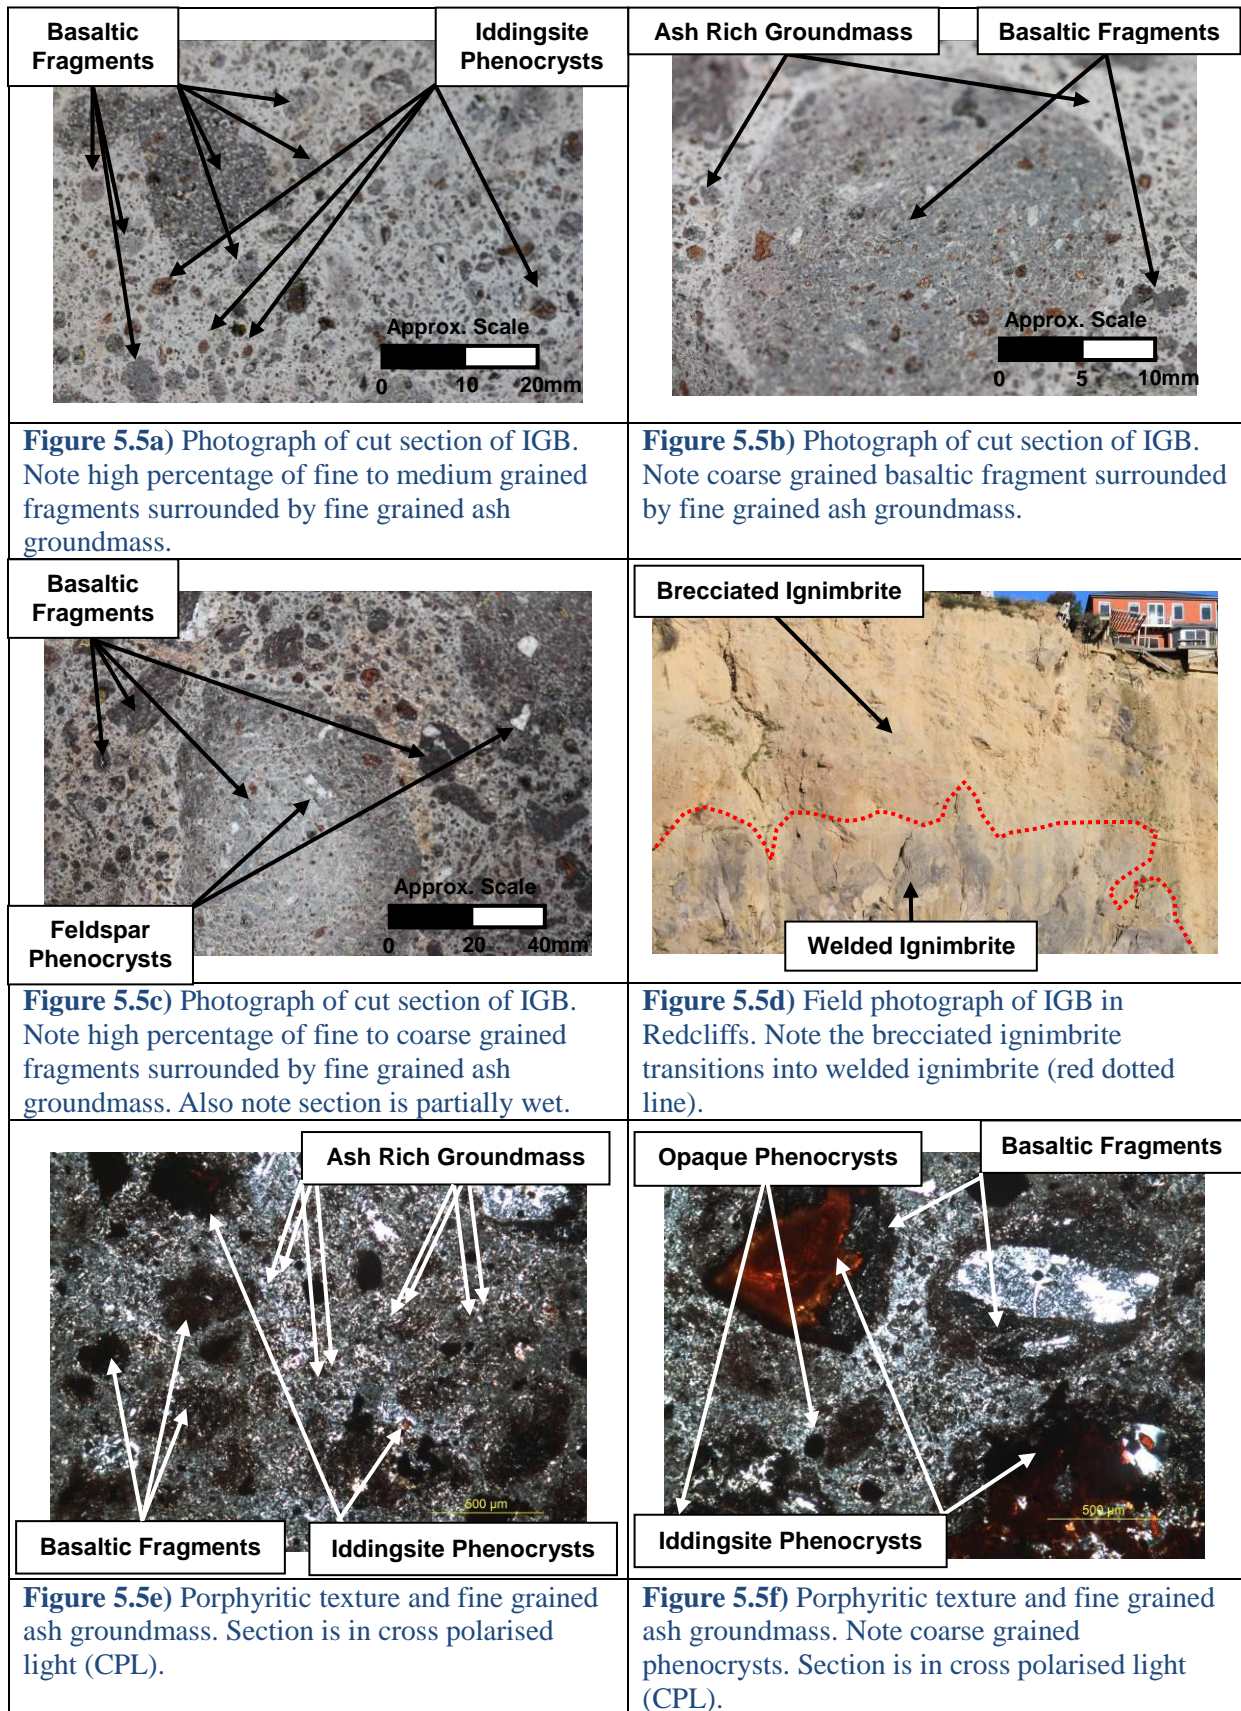 Basaltic
Fragments
Iddingsite
Phenocrysts
Approx. Scale
0 10 20mm
Ash Rich Groundmass
Basaltic Fragments
Approx. Scale
0 5 10mm
Figure 5.5a) Photograph of cut section of IGB.
Note high percentage of fine to medium grained
fragments surrounded by fine grained ash
groundmass.
Figure 5.5b) Photograph of cut section of IGB.
Note coarse grained basaltic fragment surrounded
by fine grained ash groundmass.
Basaltic
Fragments
Approx. Scale
0 20 40mm
Feldspar
Phenocrysts
Brecciated Ignimbrite
Welded Ignimbrite
Figure 5.5c) Photograph of cut section of IGB.
Note high percentage of fine to coarse grained
fragments surrounded by fine grained ash
groundmass. Also note section is partially wet.
Figure 5.5d) Field photograph of IGB in
Redcliffs. Note the brecciated ignimbrite
transitions into welded ignimbrite (red dotted
line).
Ash Rich Groundmass
500 µm
Basaltic Fragments
Iddingsite Phenocrysts
Opaque Phenocrysts
Basaltic Fragments
500 µm
Iddingsite Phenocrysts
Figure 5.5e) Porphyritic texture and fine grained
ash groundmass. Section is in cross polarised
light (CPL).
Figure 5.5f) Porphyritic texture and fine grained
ash groundmass. Note coarse grained
phenocrysts. Section is in cross polarised light
(CPL).